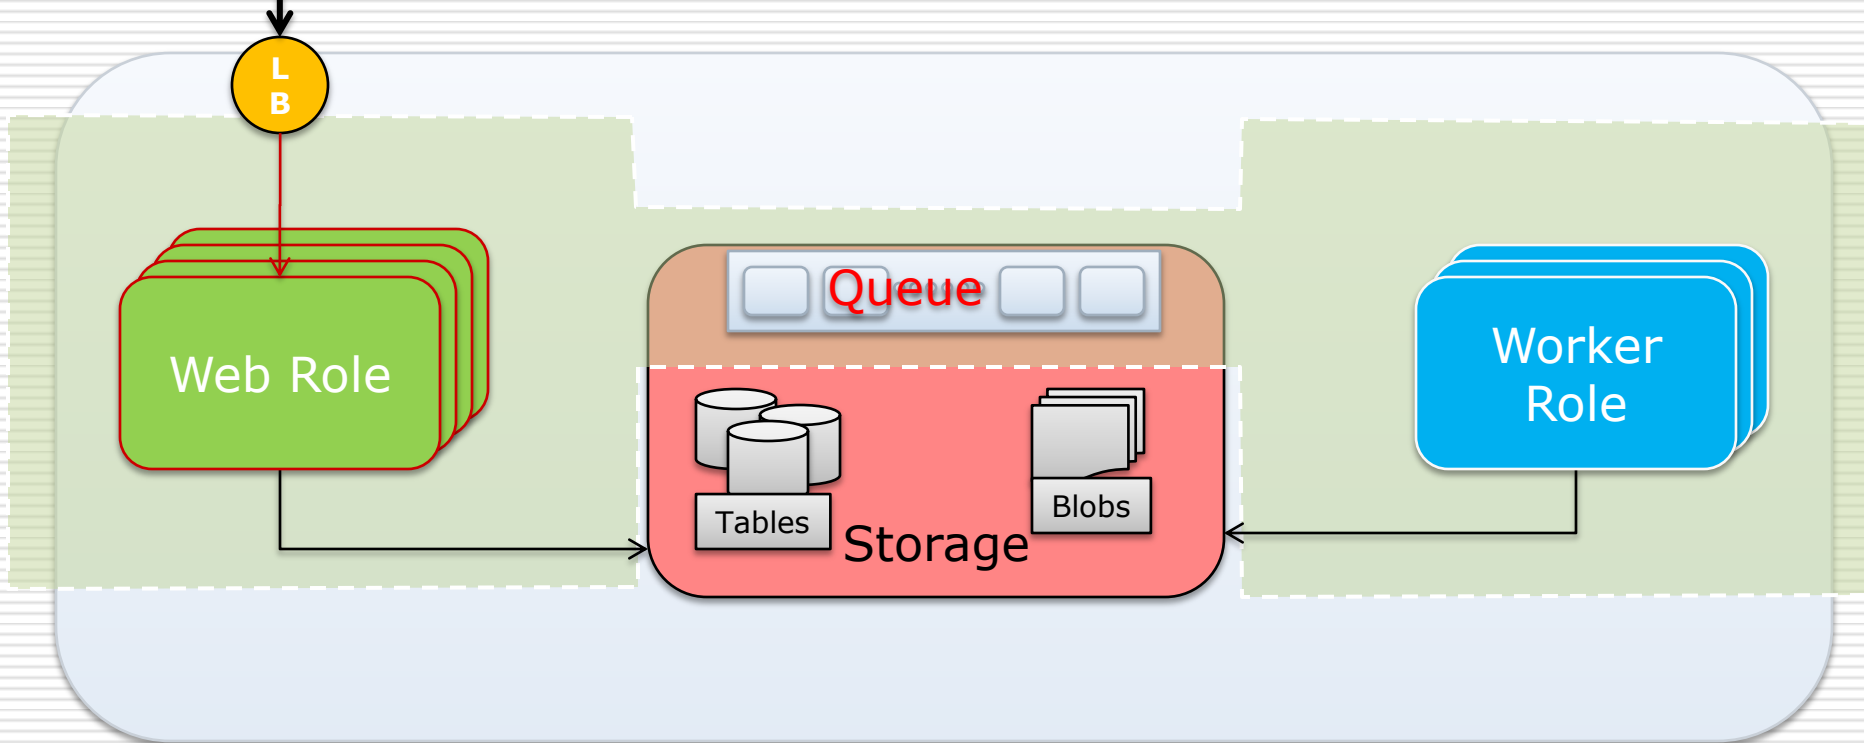 L
B
Queue
Web Role
Worker
Role
Tables
Blobs
Storage